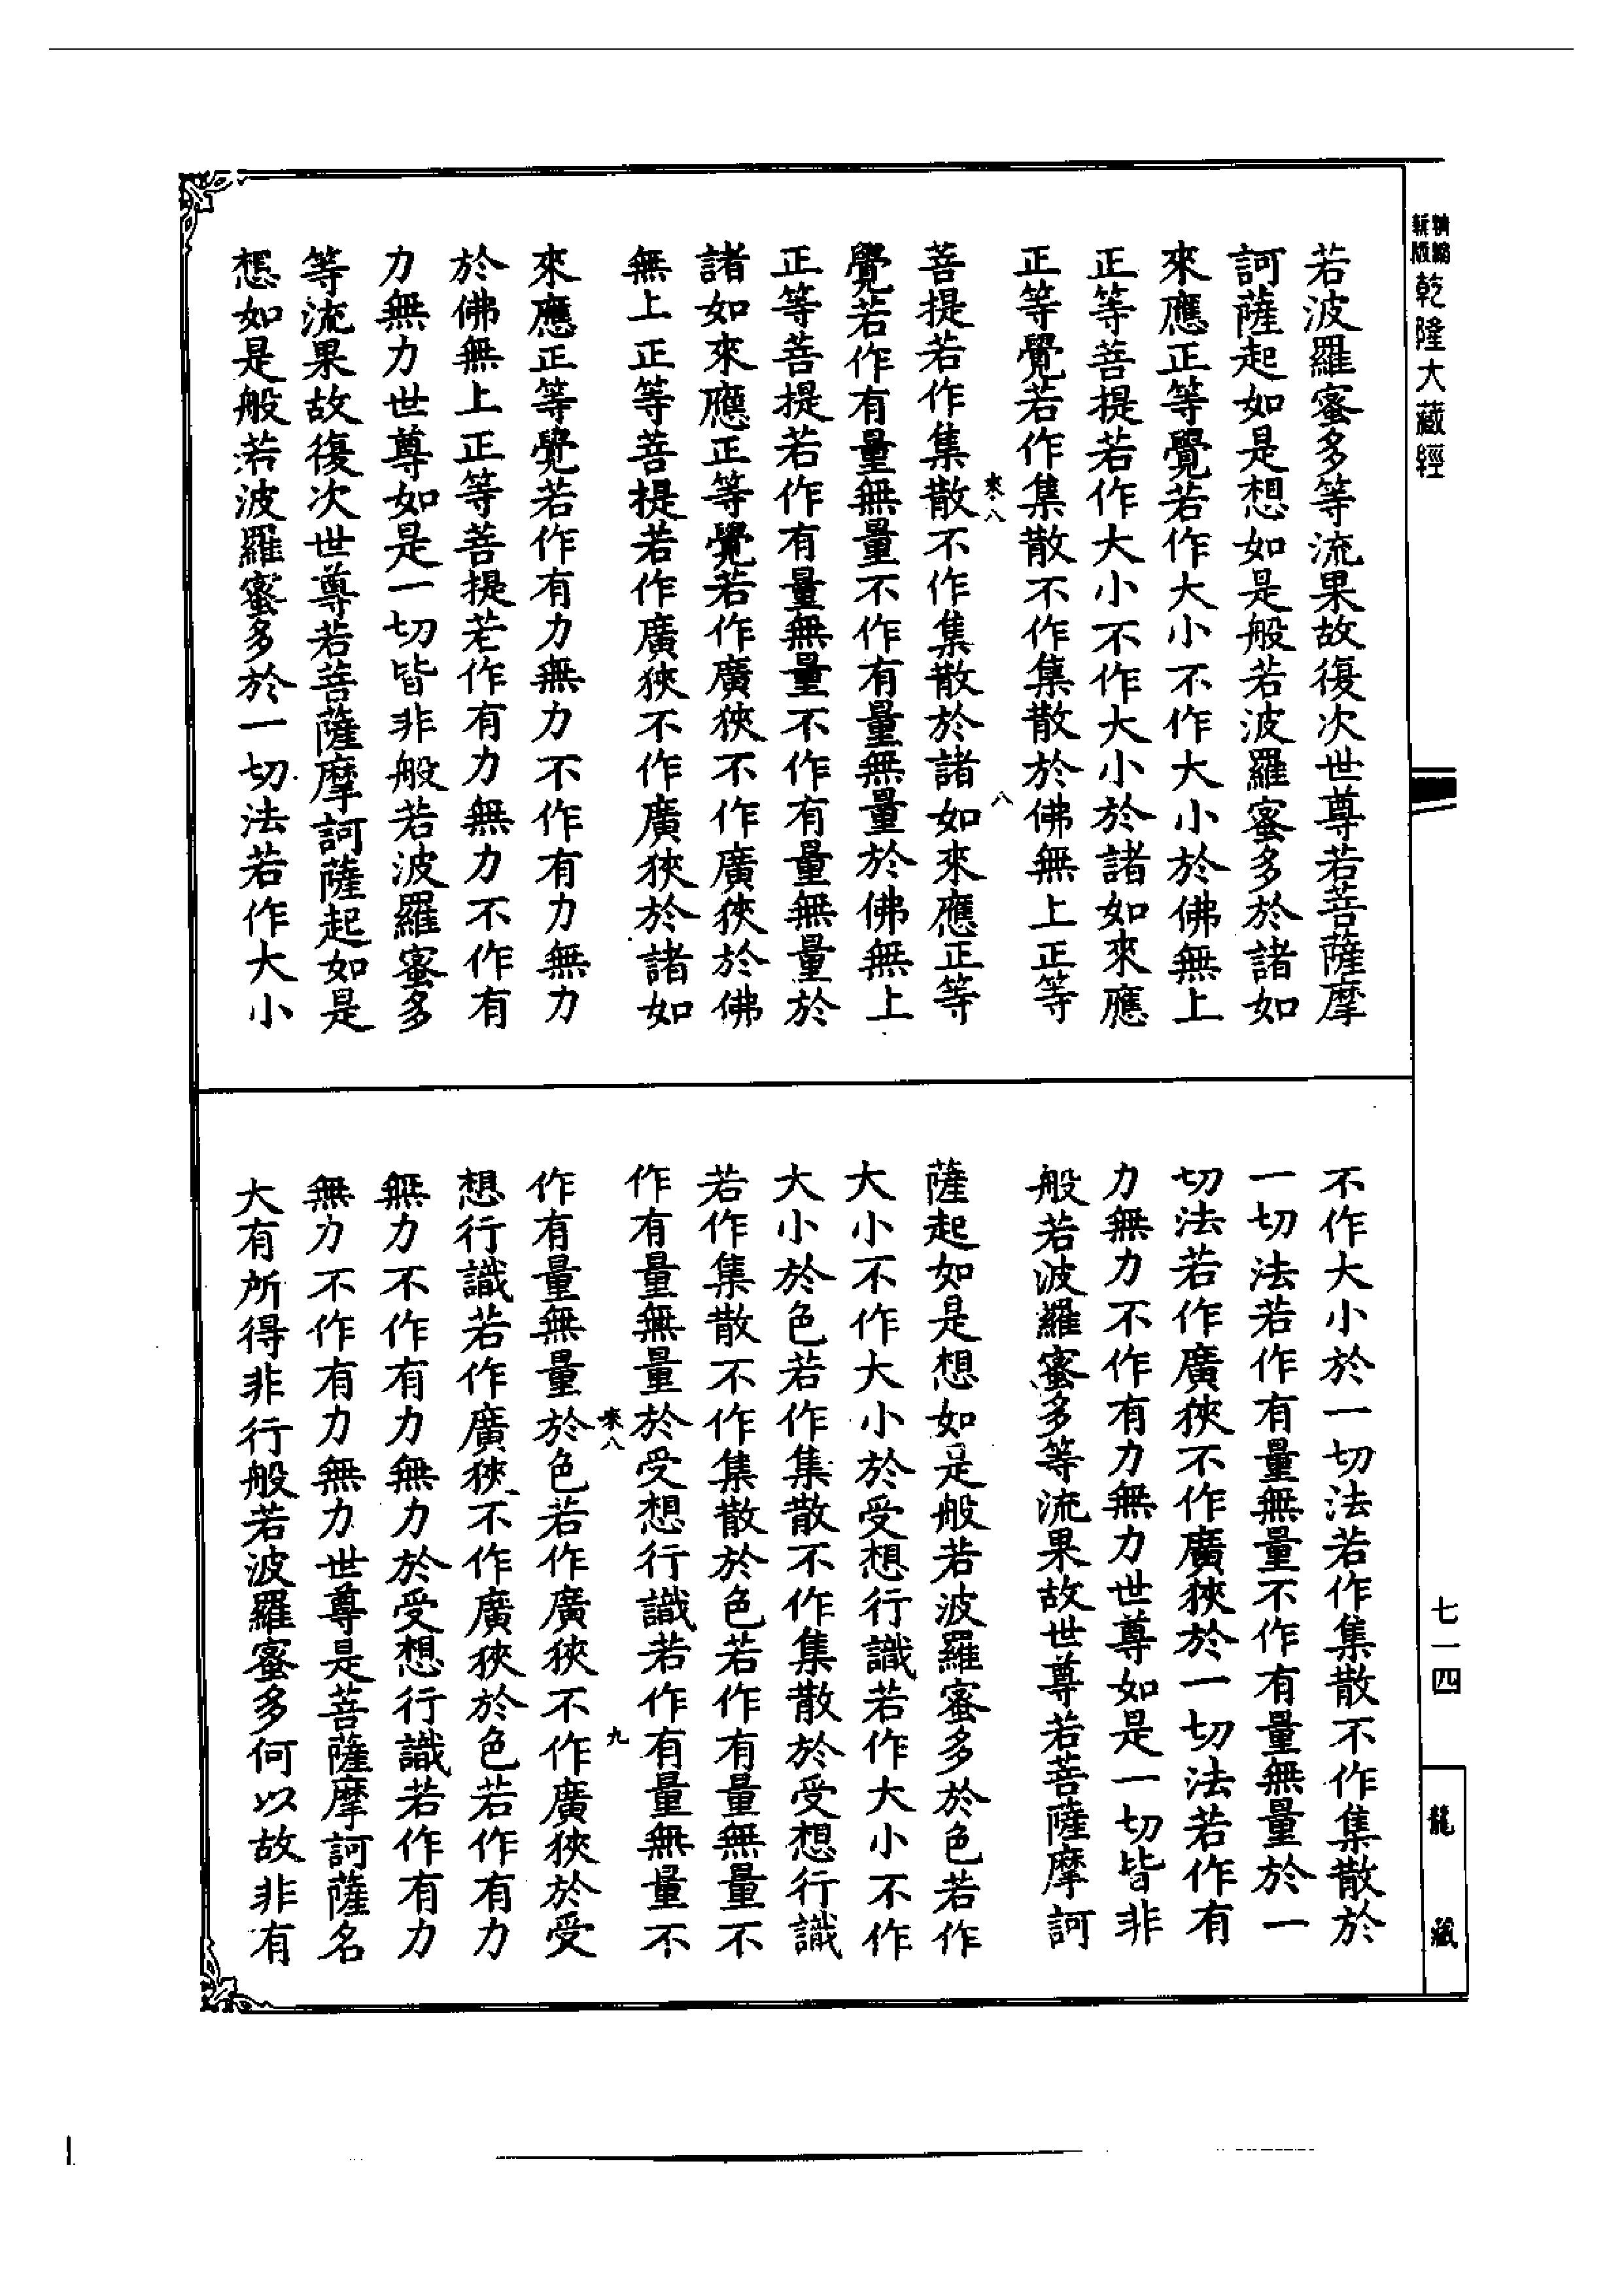 精縮
新版
乾隆大藏經
若波羅蜜多等流果故復次世尊若菩薩摩
訶薩起如是想如是般若波羅蜜多於諸如
來應正等覺若作大小不作大小於佛無上
正等菩提若作大小不作大小於諸如來應
正等覺若作集散不作集散於佛無上正等
來八
八
菩提若作集散不作集散於諸如來應正等
覺若作有量無量不作有量無量於佛無上
正等菩提若作有量無量不作有量無量於
諸如來應正等覺若作廣狹不作廣狹於佛
無上正等菩提若作廣狹不作廣狹於諸如
來應正等覺若作有力無力不作有力無力
於佛無上正等菩提若作有力無力不作有
力無力世尊如是一切皆非般若波羅蜜多
等流果故復次世尊若菩薩摩訶薩起如是
想如是般若波羅蜜多於一切法若作大小
不作大小於一切法若作集散不作集散於
一切法若作有量無量不作有量無量於一
切法若作廣狹不作廣狹於一切法若作有
力無力不作有力無力世尊如是一切皆非
般若波羅蜜多等流果故世尊若菩薩摩訶
薩起如是想如是般若波羅蜜多於色若作
大小不作大小於受想行識若作大小不作
大小於色若作集散不作集散於受想行識
若作集散不作集散於色若作有量無量不
作有量無量於受想行識若作有量無量不
來八
九
作有量無量於色若作廣狹不作廣狹於受
想行識若作廣狹不作廣狹於色若作有力
無力不作有力無力於受想行識若作有力
無力不作有力無力世尊是菩薩摩訶薩名
大有所得非行般若波羅蜜多何以故非有
七一四
龍藏